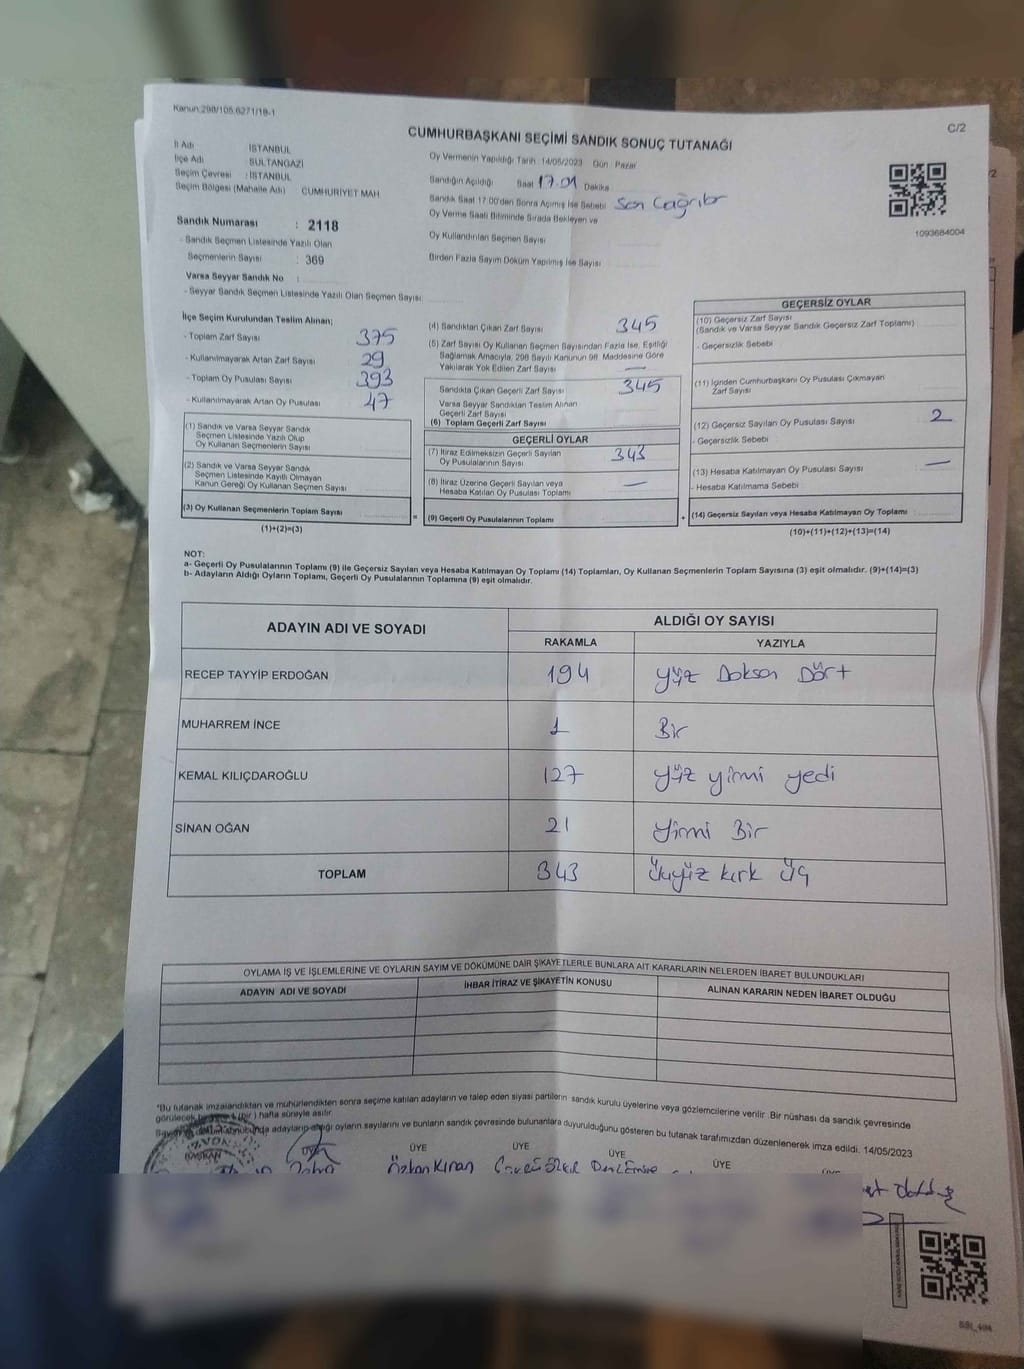 Kanun:298/105,6271/18-1
C/2
CUMHURBAŞKANI SEÇİMİ SANDIK SONUÇ TUTANAĞI
İl Adı : İSTANBUL
İlçe Adı : SULTANGAZİ
Seçim Çevresi : İSTANBUL
Seçim Bölgesi (Mahalle Adı) : CUMHURİYET MAH.
Sandık Numarası : 2118
- Sandık Seçmen Listesinde Yazılı Olan
Seçmenlerin Sayısı : 369
Varsa Seyyar Sandık No :
- Seyyar Sandık Seçmen Listesinde Yazılı Olan Seçmen Sayısı
Oy Vermenin Yapıldığı Tarih : 14/05/2023 Gün : Pazar
Sandığın Açıldığı Saat 17.01 Dakika
Sandık Saat 17:00'den Sonra Açılmış İse Sebebi Son Çağrılar
Oy Verme Saati Bitiminde Sırada Bekleyen ve
Oy Kullandırılan Seçmen Sayısı
Birden Fazla Sayım Döküm Yapılmış İse Sayısı
1093684004
İlçe Seçim Kurulundan Teslim Alınan;
- Toplam Zarf Sayısı 375
- Kullanılmayarak Artan Zarf Sayısı 29
- Toplam Oy Pusulası Sayısı 393
- Kullanılmayarak Artan Oy Pusulası 47
(1) Sandık ve Varsa Seyyar Sandık
Seçmen Listesinde Yazılı Olup
Oy Kullanan Seçmenlerin Sayısı
(2) Sandık ve Varsa Seyyar Sandık
Seçmen Listesinde Kayıtlı Olmayan
Kanun Gereği Oy Kullanan Seçmen Sayısı
(3) Oy Kullanan Seçmenlerin Toplam Sayısı =
(1)+(2)=(3)
(4) Sandıktan Çıkan Zarf Sayısı 345
(5) Zarf Sayısı Oy Kullanan Seçmen Sayısından Fazla İse, Eşitliği
Sağlamak Amacıyla, 298 Sayılı Kanunun 98. Maddesine Göre
Yakılarak Yok Edilen Zarf Sayısı —
Sandıkta Çıkan Geçerli Zarf Sayısı 345
Varsa Seyyar Sandıktan Teslim Alınan
Geçerli Zarf Sayısı
(6) Toplam Geçerli Zarf Sayısı
GEÇERLİ OYLAR
(7) İtiraz Edilmeksizin Geçerli Sayılan
Oy Pusulalarının Sayısı 343
(8) İtiraz Üzerine Geçerli Sayılan veya
Hesaba Katılan Oy Pusulası Toplamı —
(9) Geçerli Oy Pusulalarının Toplamı +
GEÇERSİZ OYLAR
(10) Geçersiz Zarf Sayısı
(Sandık ve Varsa Seyyar Sandık Geçersiz Zarf Toplamı)
- Geçersizlik Sebebi
(11) İçinden Cumhurbaşkanı Oy Pusulası Çıkmayan
Zarf Sayısı
(12) Geçersiz Sayılan Oy Pusulası Sayısı 2
- Geçersizlik Sebebi
(13) Hesaba Katılmayan Oy Pusulası Sayısı —
- Hesaba Katılmama Sebebi
(14) Geçersiz Sayılan veya Hesaba Katılmayan Oy Toplamı
(10)+(11)+(12)+(13)=(14)
NOT:
a- Geçerli Oy Pusulalarının Toplamı (9) ile Geçersiz Sayılan veya Hesaba Katılmayan Oy Toplamı (14) Toplamları, Oy Kullanan Seçmenlerin Toplam Sayısına (3) eşit olmalıdır. (9)+(14)=(3)
b- Adayların Aldığı Oyların Toplamı, Geçerli Oy Pusulalarının Toplamına (9) eşit olmalıdır.
ADAYIN ADI VE SOYADI ALDIĞI OY SAYISI
RAKAMLA YAZIYLA
RECEP TAYYİP ERDOĞAN 194 Yüz Doksan Dört
MUHARREM İNCE 1 Bir
KEMAL KILIÇDAROĞLU 127 Yüz yirmi yedi
SİNAN OĞAN 21 Yirmi Bir
TOPLAM 343 Üçyüz kırk Üç
OYLAMA İŞ VE İŞLEMLERİNE VE OYLARIN SAYIM VE DÖKÜMÜNE DAİR ŞİKAYETLERLE BUNLARA AİT KARARLARIN NELERDEN İBARET BULUNDUKLARI
ADAYIN ADI VE SOYADI İHBAR İTİRAZ VE ŞİKAYETİN KONUSU ALINAN KARARIN NEDEN İBARET OLDUĞU
*Bu tutanak imzalandıktan ve mühürlendikten sonra seçime katılan adayların ve talep eden siyasi partilerin sandık kurulu üyelerine veya gözlemcilerine verilir. Bir nüshası da sandık çevresinde
görülecek bir yere 1 (bir) hafta süreyle asılır.
adayların aldığı oyların sayılarını ve bunların sandık çevresinde bulunanlara duyurulduğunu gösteren bu tutanak tarafımızdan düzenlenerek imza edildi. 14/05/2023
BAŞKAN ÜYE ÜYE ÜYE ÜYE
Özkan Kınan